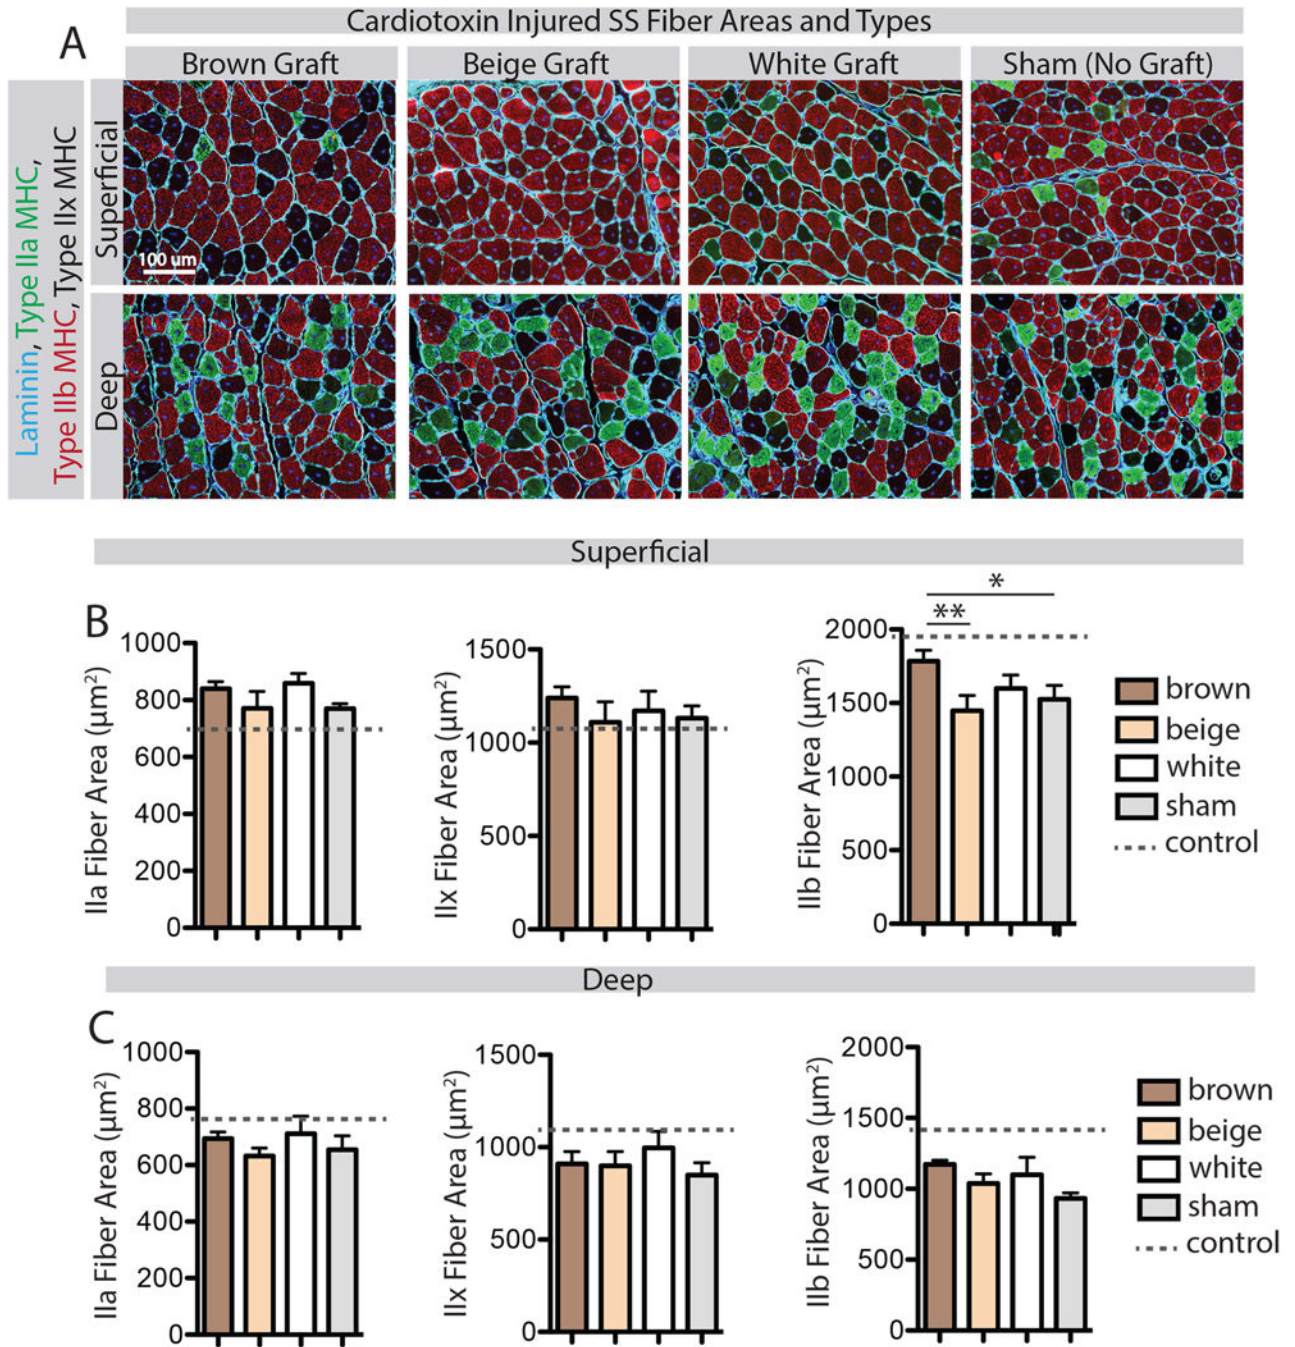 Cardiotoxin Injured SS Fiber Areas and Types
A
Brown Graft
Beige Graft
White Graft
Sham (No Graft)
Laminin, Type IIa MHC,
Type IIb MHC, Type IIx MHC
Superficial
100 um
Deep
Superficial
B
IIa Fiber Area (µm²)
1000
800
600
400
200
0
IIx Fiber Area (µm²)
1500
1000
500
0
IIb Fiber Area (µm²)
2000
1500
1000
500
0
*
**
brown
beige
white
sham
control
Deep
C
IIa Fiber Area (µm²)
1000
800
600
400
200
0
IIx Fiber Area (µm²)
1500
1000
500
0
IIb Fiber Area (µm²)
2000
1500
1000
500
0
brown
beige
white
sham
control